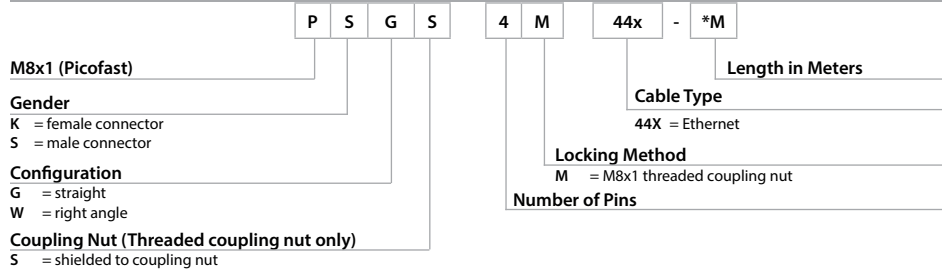 P S G S 4 M 44x - *M
M8x1 (Picofast)
Length in Meters
Gender
K = female connector
S = male connector
Cable Type
44X = Ethernet
Configuration
G = straight
W = right angle
Locking Method
M = M8x1 threaded coupling nut
Number of Pins
Coupling Nut (Threaded coupling nut only)
S = shielded to coupling nut